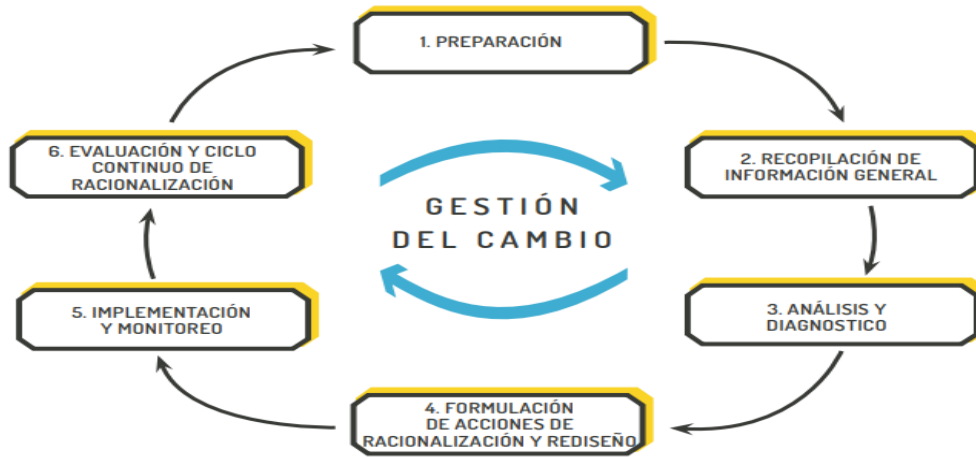 1. PREPARACIÓN
2. RECOPILACIÓN DE
INFORMACIÓN GENERAL
3. ANÁLISIS Y
DIAGNOSTICO
4. FORMULACIÓN
DE ACCIONES DE
RACIONALIZACIÓN Y REDISEÑO
5. IMPLEMENTACIÓN
Y MONITOREO
6. EVALUACIÓN Y CICLO
CONTINUO DE
RACIONALIZACIÓN
GESTIÓN
DEL CAMBIO